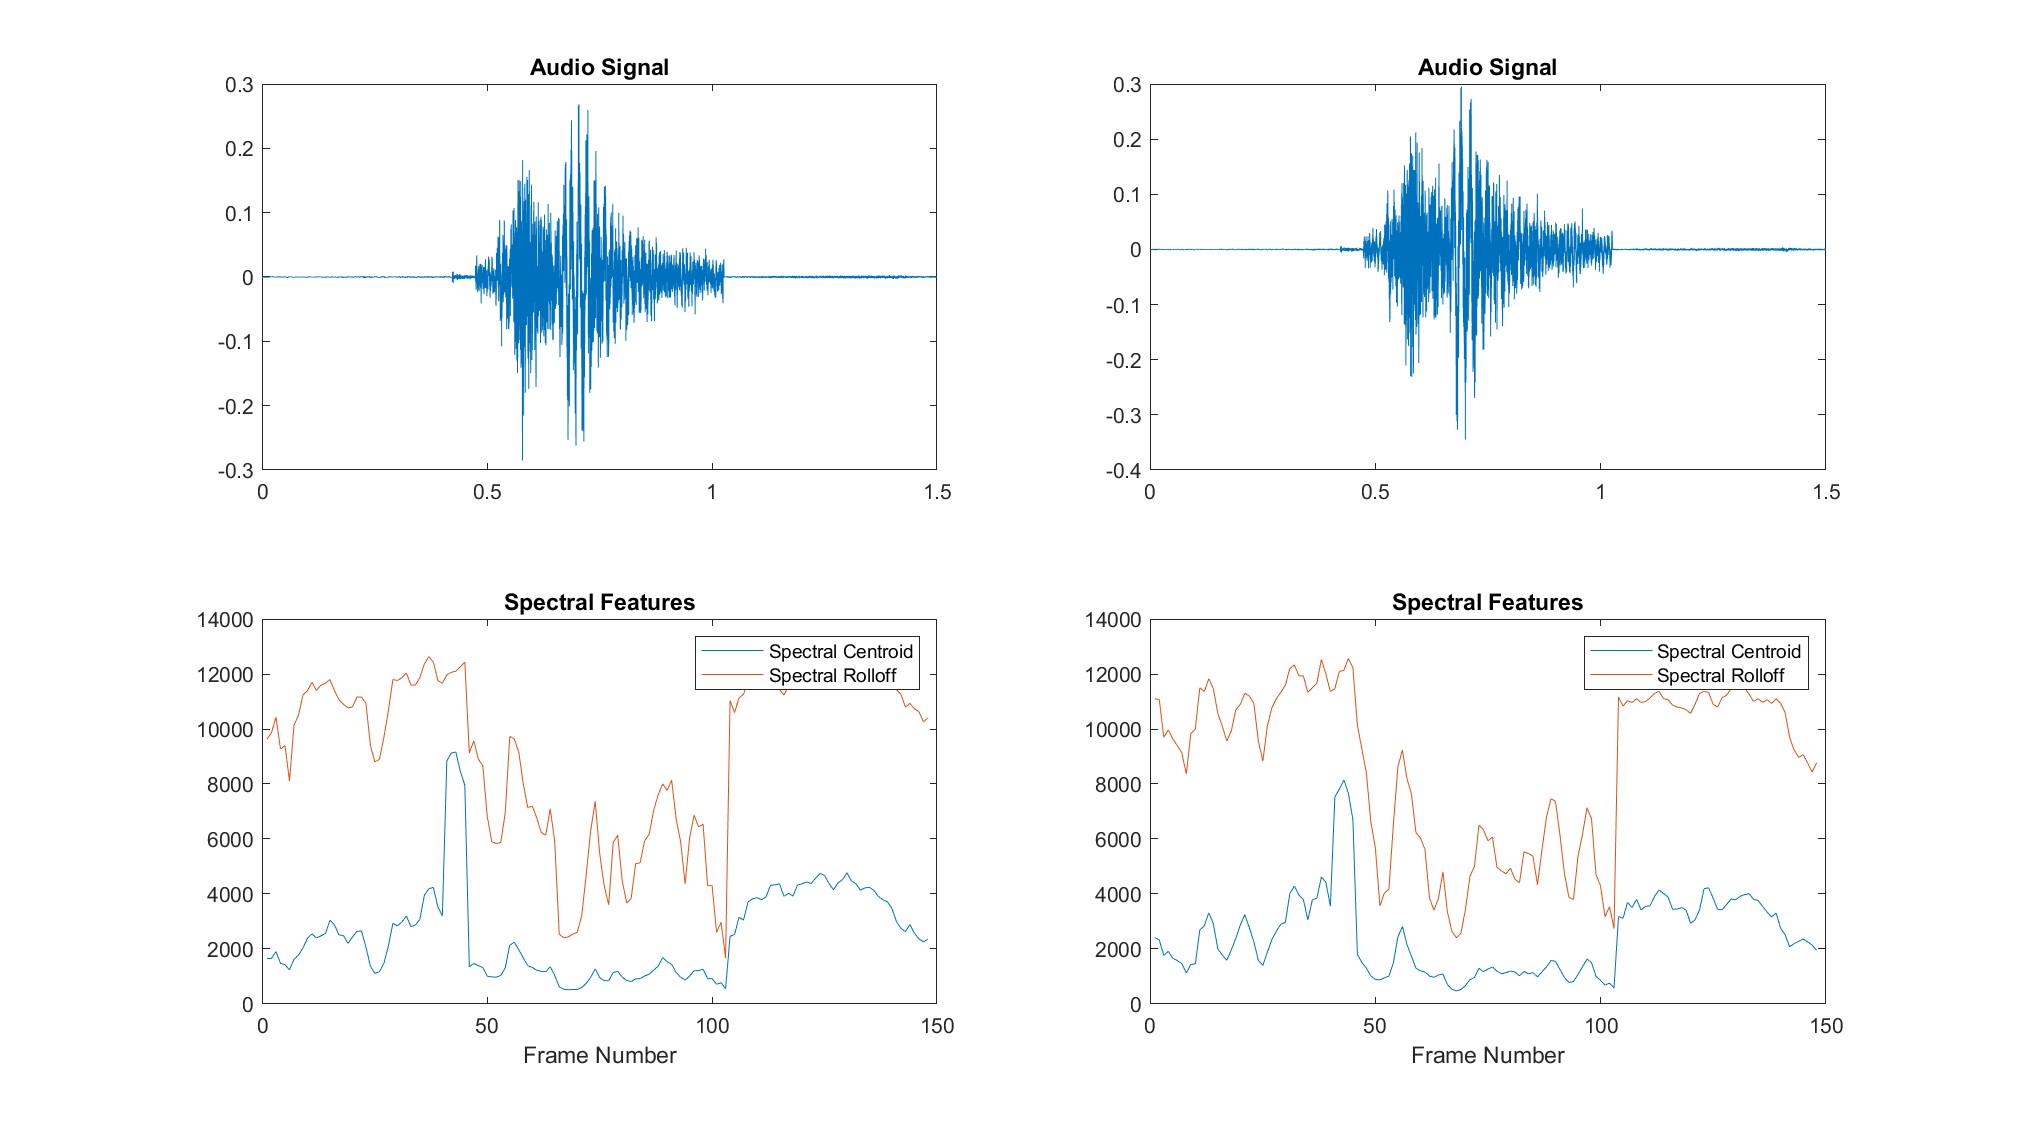 Audio Signal
0.3
0.2
0.1
0
-0.1
-0.2
-0.3
0 0.5 1 1.5
Audio Signal
0.3
0.2
0.1
0
-0.1
-0.2
-0.3
-0.4
0 0.5 1 1.5
Spectral Features
14000
12000
10000
8000
6000
4000
2000
0
Spectral Centroid
Spectral Rolloff
0 50 100 150
Frame Number
Spectral Features
14000
12000
10000
8000
6000
4000
2000
0
Spectral Centroid
Spectral Rolloff
0 50 100 150
Frame Number